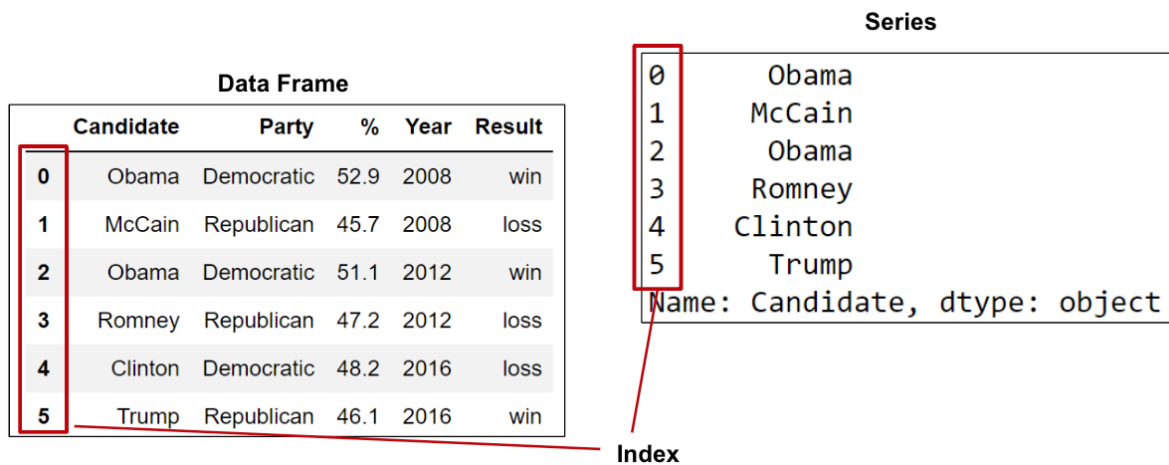 Data Frame
Candidate Party % Year Result
0 Obama Democratic 52.9 2008 win
1 McCain Republican 45.7 2008 loss
2 Obama Democratic 51.1 2012 win
3 Romney Republican 47.2 2012 loss
4 Clinton Democratic 48.2 2016 loss
5 Trump Republican 46.1 2016 win
Series
0 Obama
1 McCain
2 Obama
3 Romney
4 Clinton
5 Trump
Name: Candidate, dtype: object
Index